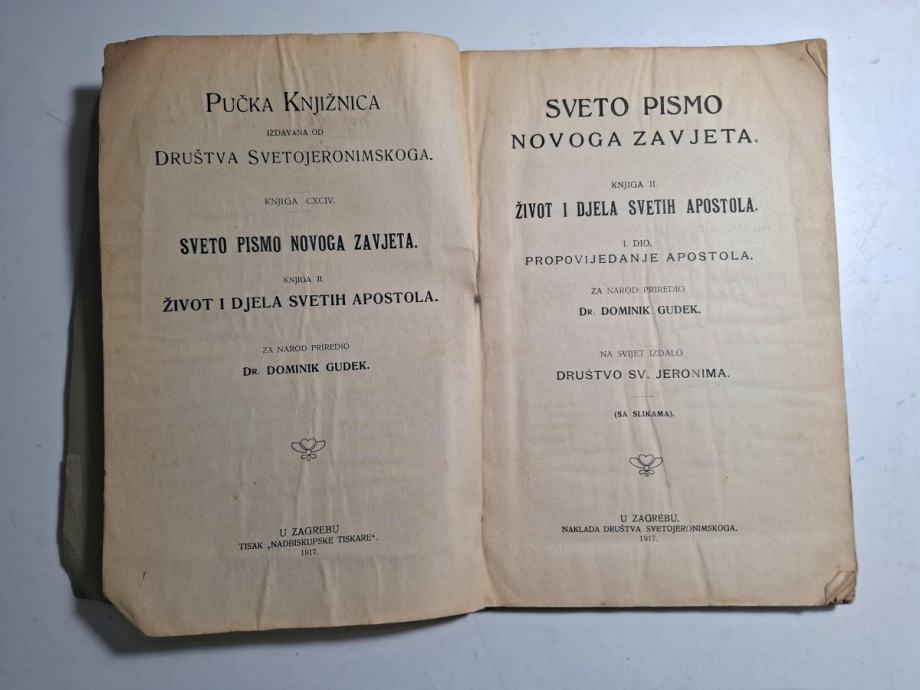 PUČKA KNJIŽNICA
IZDAVANA OD
DRUŠTVA SVETOJERONIMSKOGA.
KNJIGA CXCIV.
SVETO PISMO NOVOGA ZAVJETA.
KNJIGA II.
ŽIVOT I DJELA SVETIH APOSTOLA.
ZA NAROD PRIREDIO
DR. DOMINIK GUDEK.
U ZAGREBU
TISAK „NADBISKUPSKE TISKARE“.
1917.
SVETO PISMO
NOVOGA ZAVJETA.
KNJIGA II.
ŽIVOT I DJELA SVETIH APOSTOLA.
I. DIO.
PROPOVIJEDANJE APOSTOLA.
ZA NAROD PRIREDIO
DR. DOMINIK GUDEK.
NA SVIJET IZDALO
DRUŠTVO SV. JERONIMA.
(SA SLIKAMA).
U ZAGREBU.
NAKLADA DRUŠTVA SVETOJERONIMSKOGA.
1917.